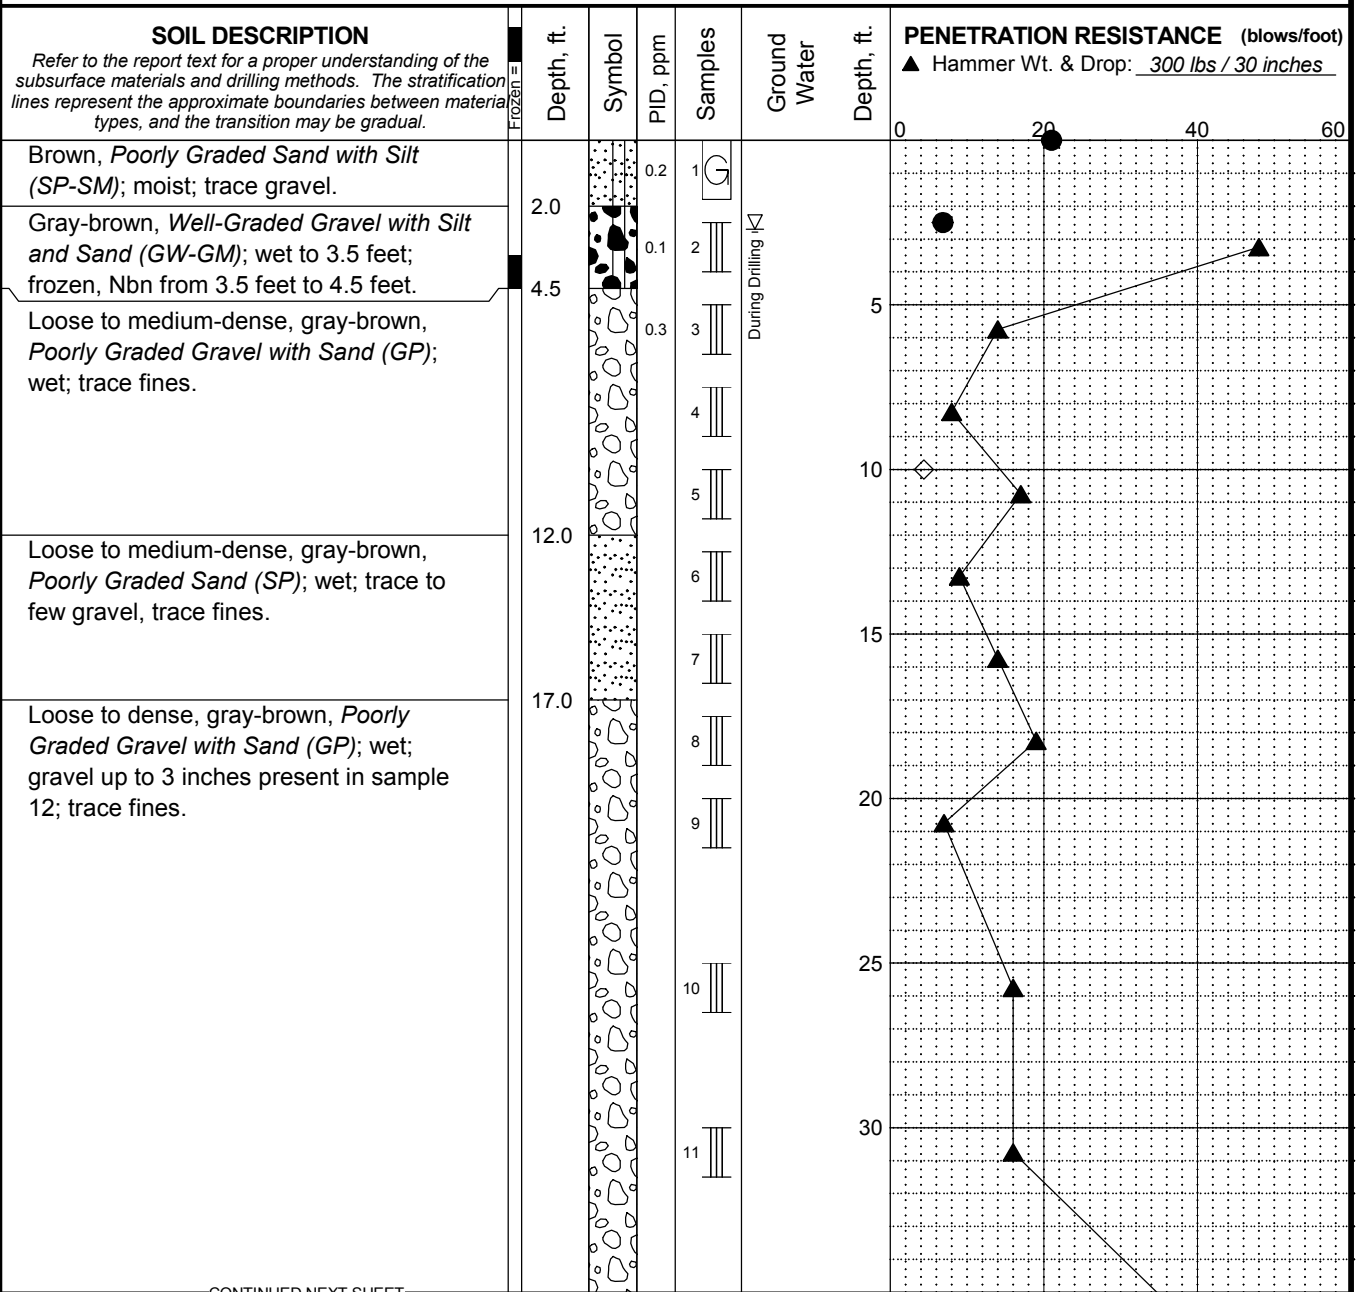 SOIL DESCRIPTION
Refer to the report text for a proper understanding of the
subsurface materials and drilling methods. The stratification
lines represent the approximate boundaries between material
types, and the transition may be gradual.
Frozen =
Depth, ft.
Symbol
PID, ppm
Samples
Ground
Water
Depth, ft.
PENETRATION RESISTANCE (blows/foot)
▲ Hammer Wt. & Drop: 300 lbs / 30 inches
0 20 40 60
Brown, Poorly Graded Sand with Silt
(SP-SM); moist; trace gravel.
0.2 1 G
2.0
Gray-brown, Well-Graded Gravel with Silt
and Sand (GW-GM); wet to 3.5 feet;
frozen, Nbn from 3.5 feet to 4.5 feet.
0.1 2
During Drilling
4.5
5
Loose to medium-dense, gray-brown,
Poorly Graded Gravel with Sand (GP);
wet; trace fines.
0.3 3
4
5
10
12.0
Loose to medium-dense, gray-brown,
Poorly Graded Sand (SP); wet; trace to
few gravel, trace fines.
6
15
7
17.0
Loose to dense, gray-brown, Poorly
Graded Gravel with Sand (GP); wet;
gravel up to 3 inches present in sample
12; trace fines.
8
20
9
25
10
30
11
CONTINUED NEXT SHEET